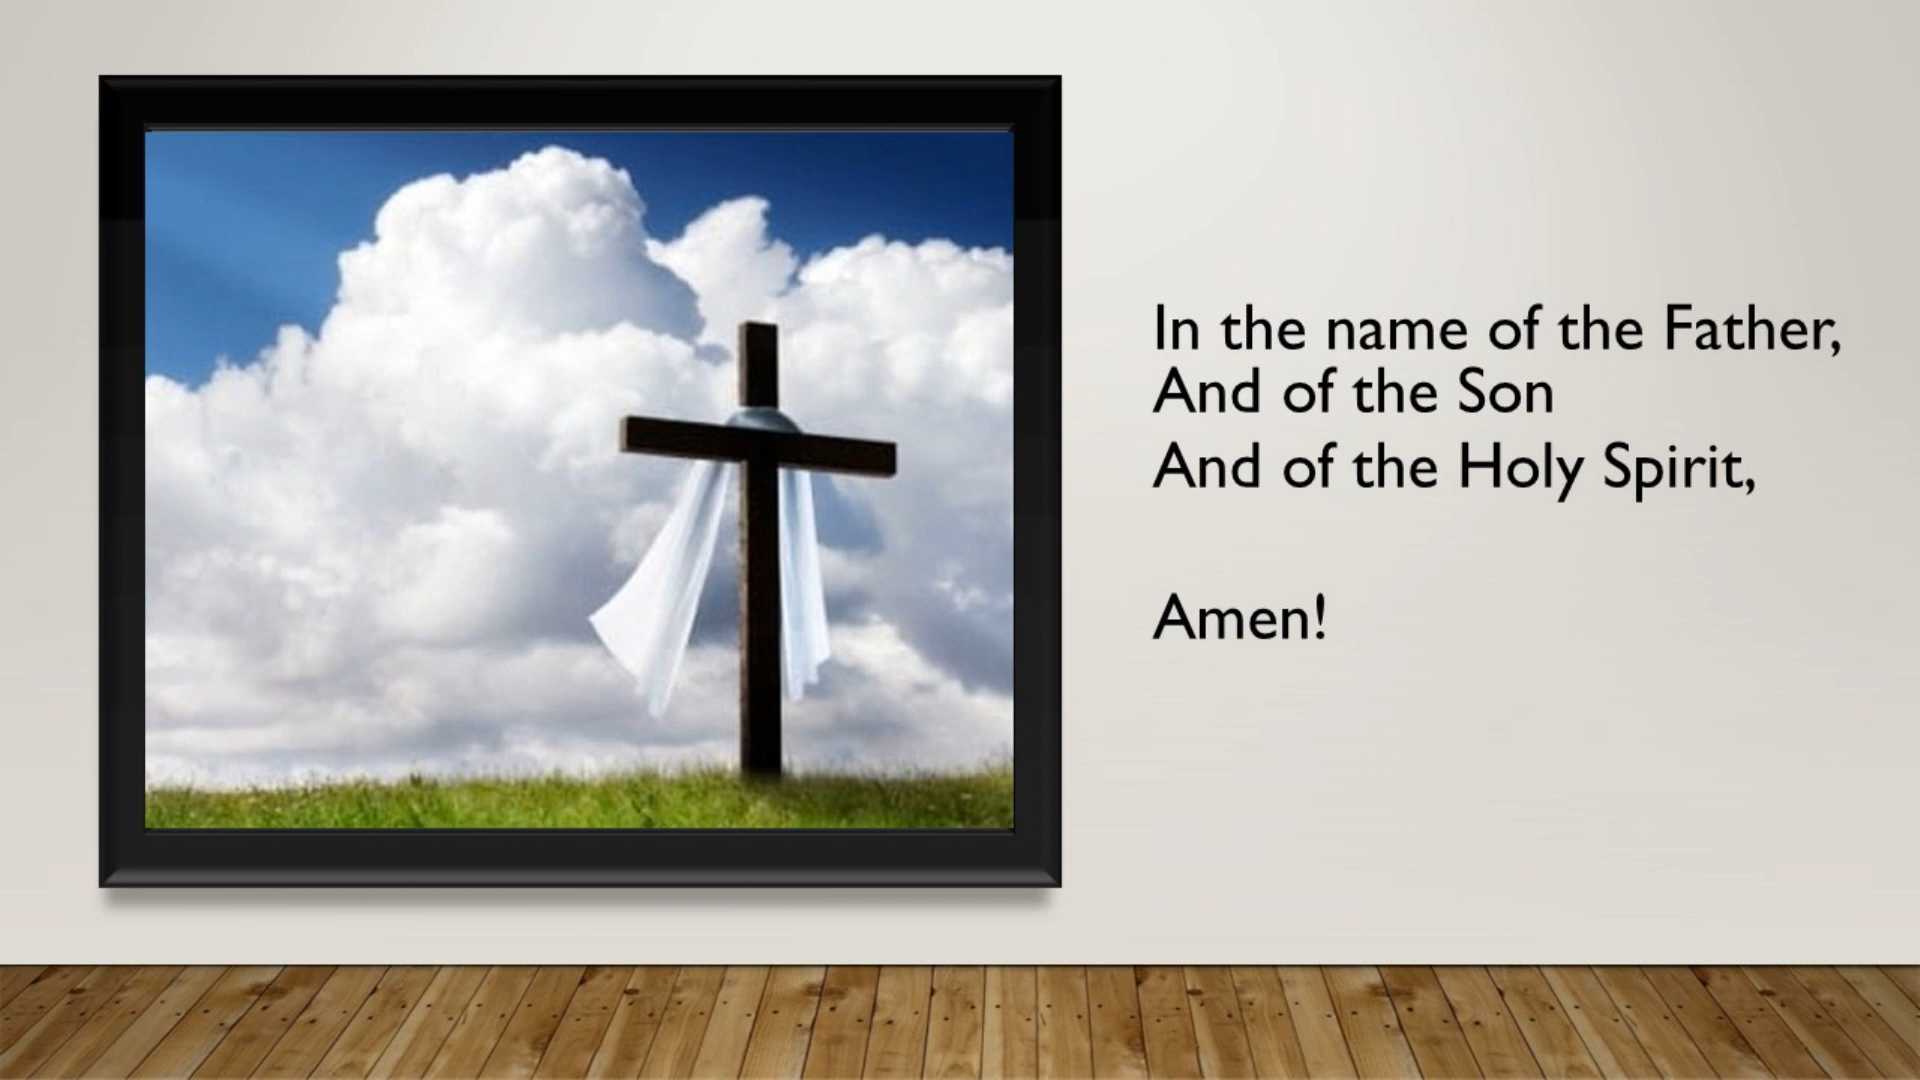 In the name of the Father,
And of the Son
And of the Holy Spirit,
Amen!